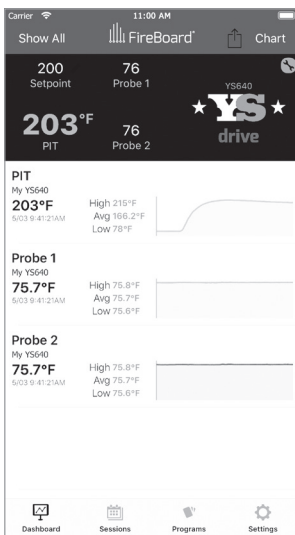 Carrier 11:00 AM
Show All FireBoard Chart
200 76
Setpoint Probe 1
YS640
203°F 76
PIT Probe 2
YS
drive
PIT
My YS640
203°F
5/03 9:41:21AM
High 215°F
Avg 166.2°F
Low 78°F
Probe 1
My YS640
75.7°F
5/03 9:41:21AM
High 75.8°F
Avg 75.7°F
Low 75.6°F
Probe 2
My YS640
75.7°F
5/03 9:41:21AM
High 75.8°F
Avg 75.7°F
Low 75.6°F
Dashboard Sessions Programs Settings